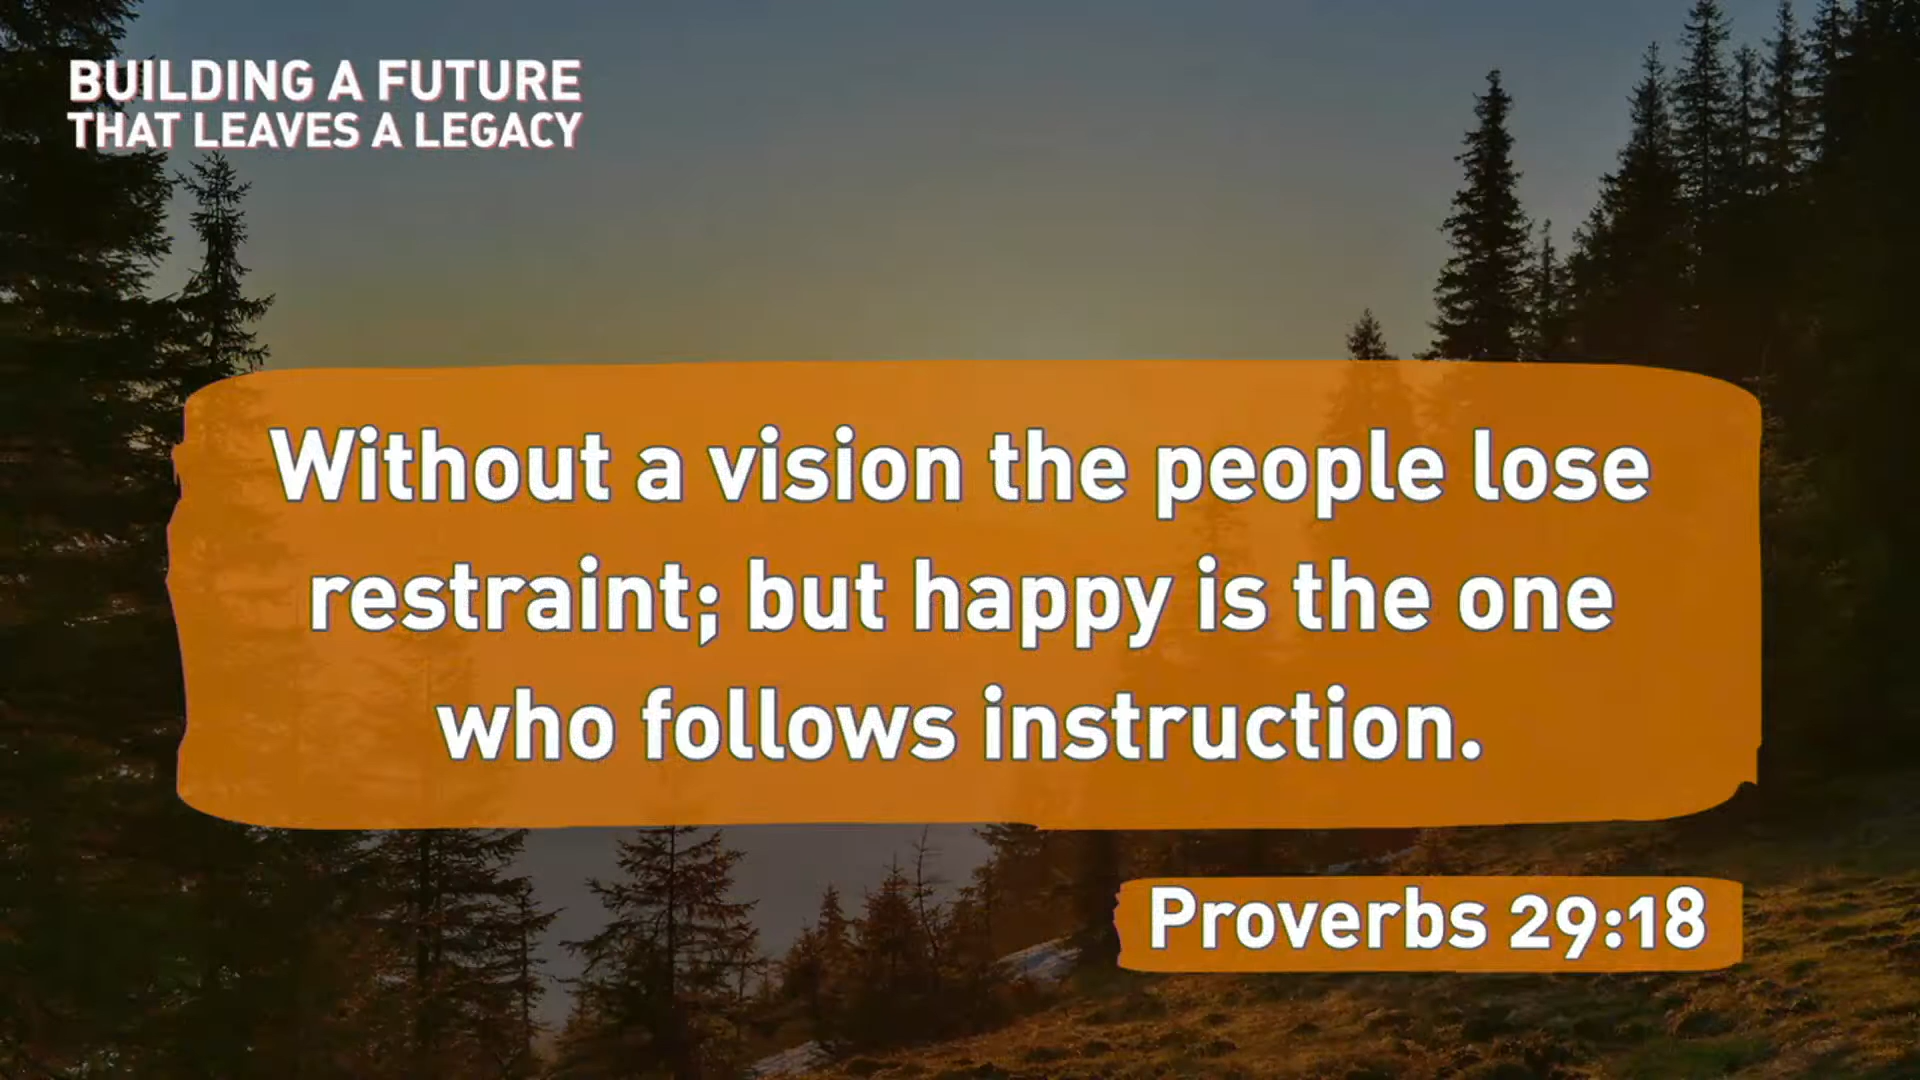 BUILDING A FUTURE
THAT LEAVES A LEGACY
Without a vision the people lose
restraint; but happy is the one
who follows instruction.
Proverbs 29:18